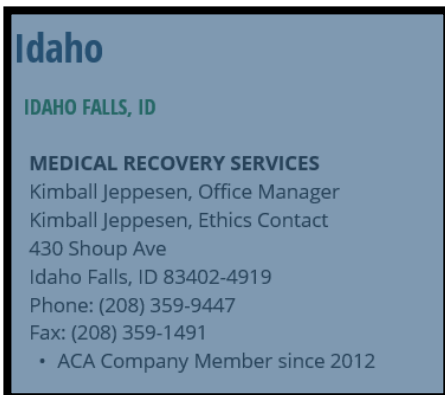 Idaho
IDAHO FALLS, ID
MEDICAL RECOVERY SERVICES
Kimball Jeppesen, Office Manager
Kimball Jeppesen, Ethics Contact
430 Shoup Ave
Idaho Falls, ID 83402-4919
Phone: (208) 359-9447
Fax: (208) 359-1491
• ACA Company Member since 2012